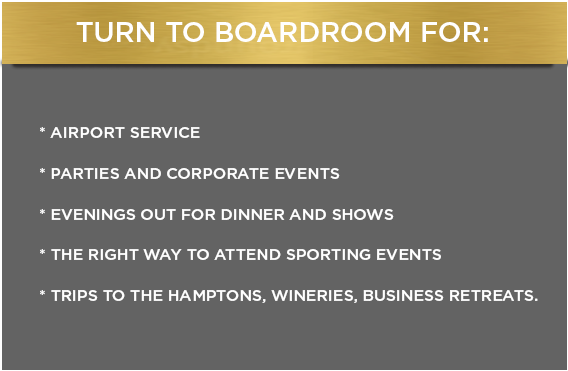 TURN TO BOARDROOM FOR:
* AIRPORT SERVICE
* PARTIES AND CORPORATE EVENTS
* EVENINGS OUT FOR DINNER AND SHOWS
* THE RIGHT WAY TO ATTEND SPORTING EVENTS
* TRIPS TO THE HAMPTONS, WINERIES, BUSINESS RETREATS.